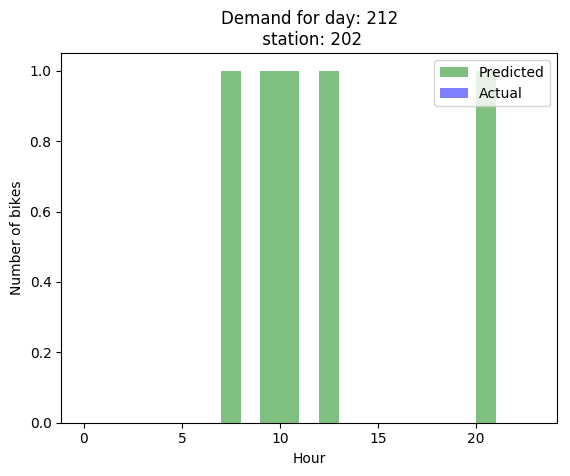 Demand for day: 212
station: 202
Predicted
Actual
Number of bikes
1.0
0.8
0.6
0.4
0.2
0.0
0
5
10
15
20
Hour